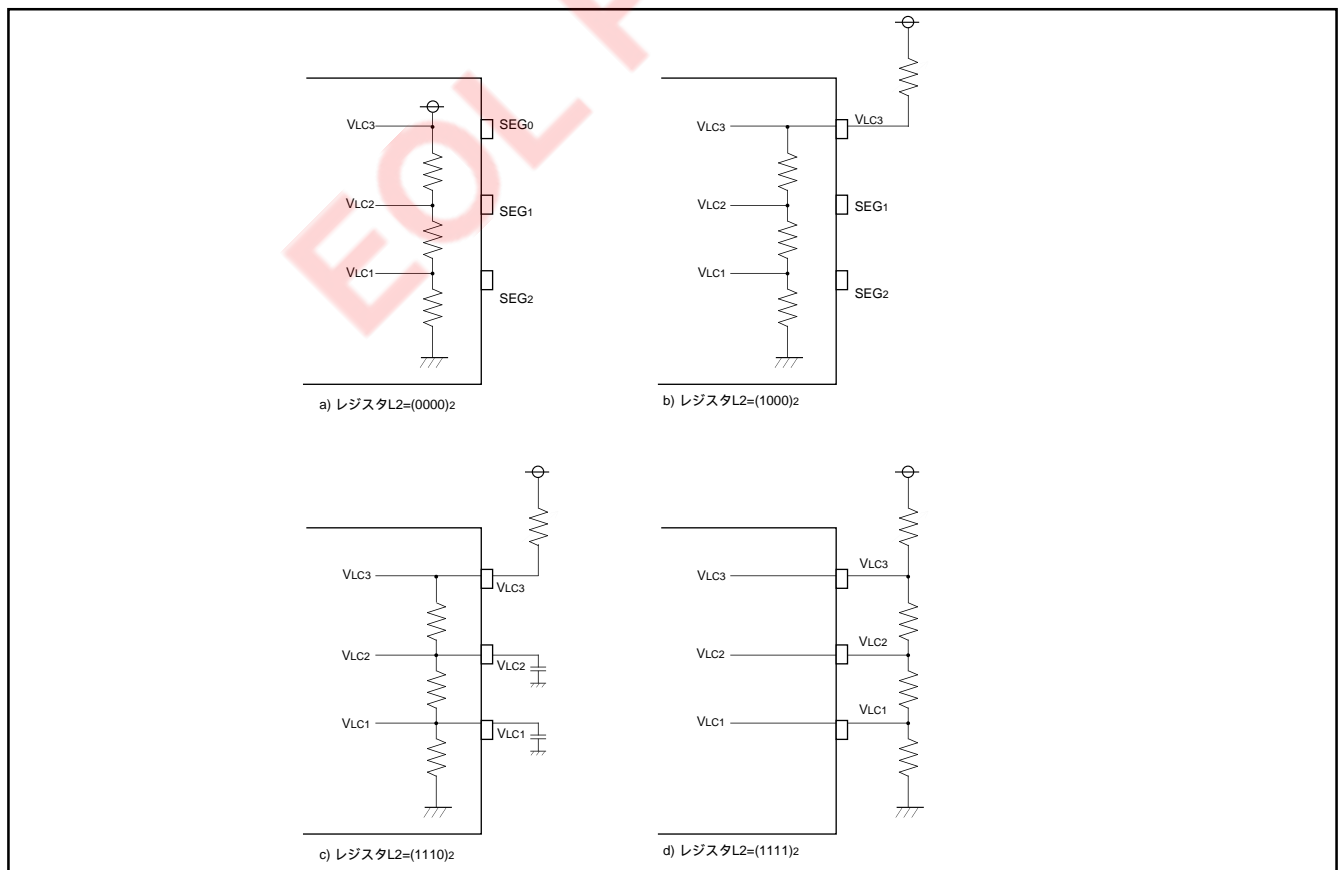 EOL P
VLC3
SEG0
VLC2
SEG1
VLC1
SEG2
a) レジスタL2=(0000)2
VLC3
VLC3
VLC2
SEG1
VLC1
SEG2
b) レジスタL2=(1000)2
VLC3
VLC3
VLC2
VLC2
VLC1
VLC1
c) レジスタL2=(1110)2
VLC3
VLC3
VLC2
VLC2
VLC1
VLC1
d) レジスタL2=(1111)2